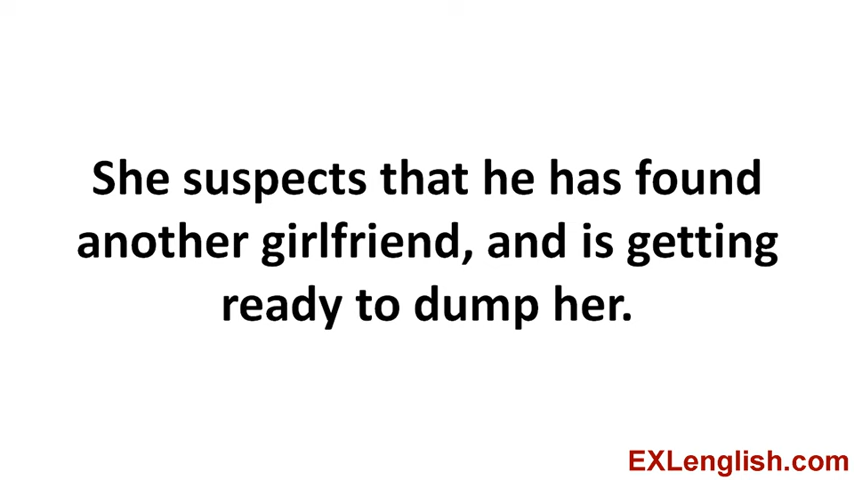 She suspects that he has found
another girlfriend, and is getting
ready to dump her.
EXLenglish.com